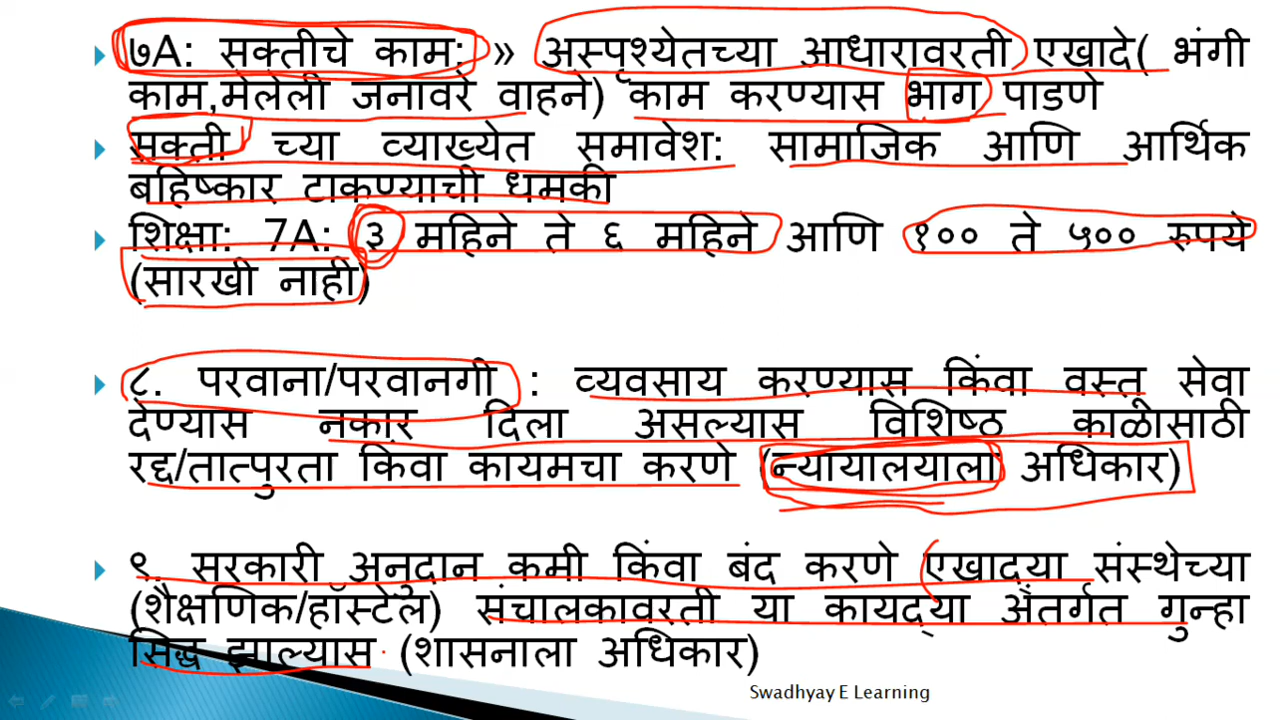 ७A: सक्तीचे काम: » अस्पृश्येतच्या आधारावरती एखादे( भंगी
काम,मेलेली जनावरे वाहने) काम करण्यास भाग पाडणे
सक्ती च्या व्याख्येत समावेश: सामाजिक आणि आर्थिक
बहिष्कार टाकण्याची धमकी
शिक्षा: 7A: ३ महिने ते ६ महिने आणि १०० ते ५०० रुपये
(सारखी नाही)
८. परवाना/परवानगी : व्यवसाय करण्यास किंवा वस्तू सेवा
देण्यास नकार दिला असल्यास विशिष्ठ काळीसाठी
रद्द/तात्पुरता किवा कायमचा करणे (न्यायालयाला अधिकार)
९. सरकारी अनुदान कमी किंवा बंद करणे एखाद्या संस्थेच्या
(शैक्षणिक/हॉस्टेल) संचालकावरती या कायद्या अंतर्गत गुन्हा
सिद्ध झाल्यास (शासनाला अधिकार)
Swadhyay E Learning